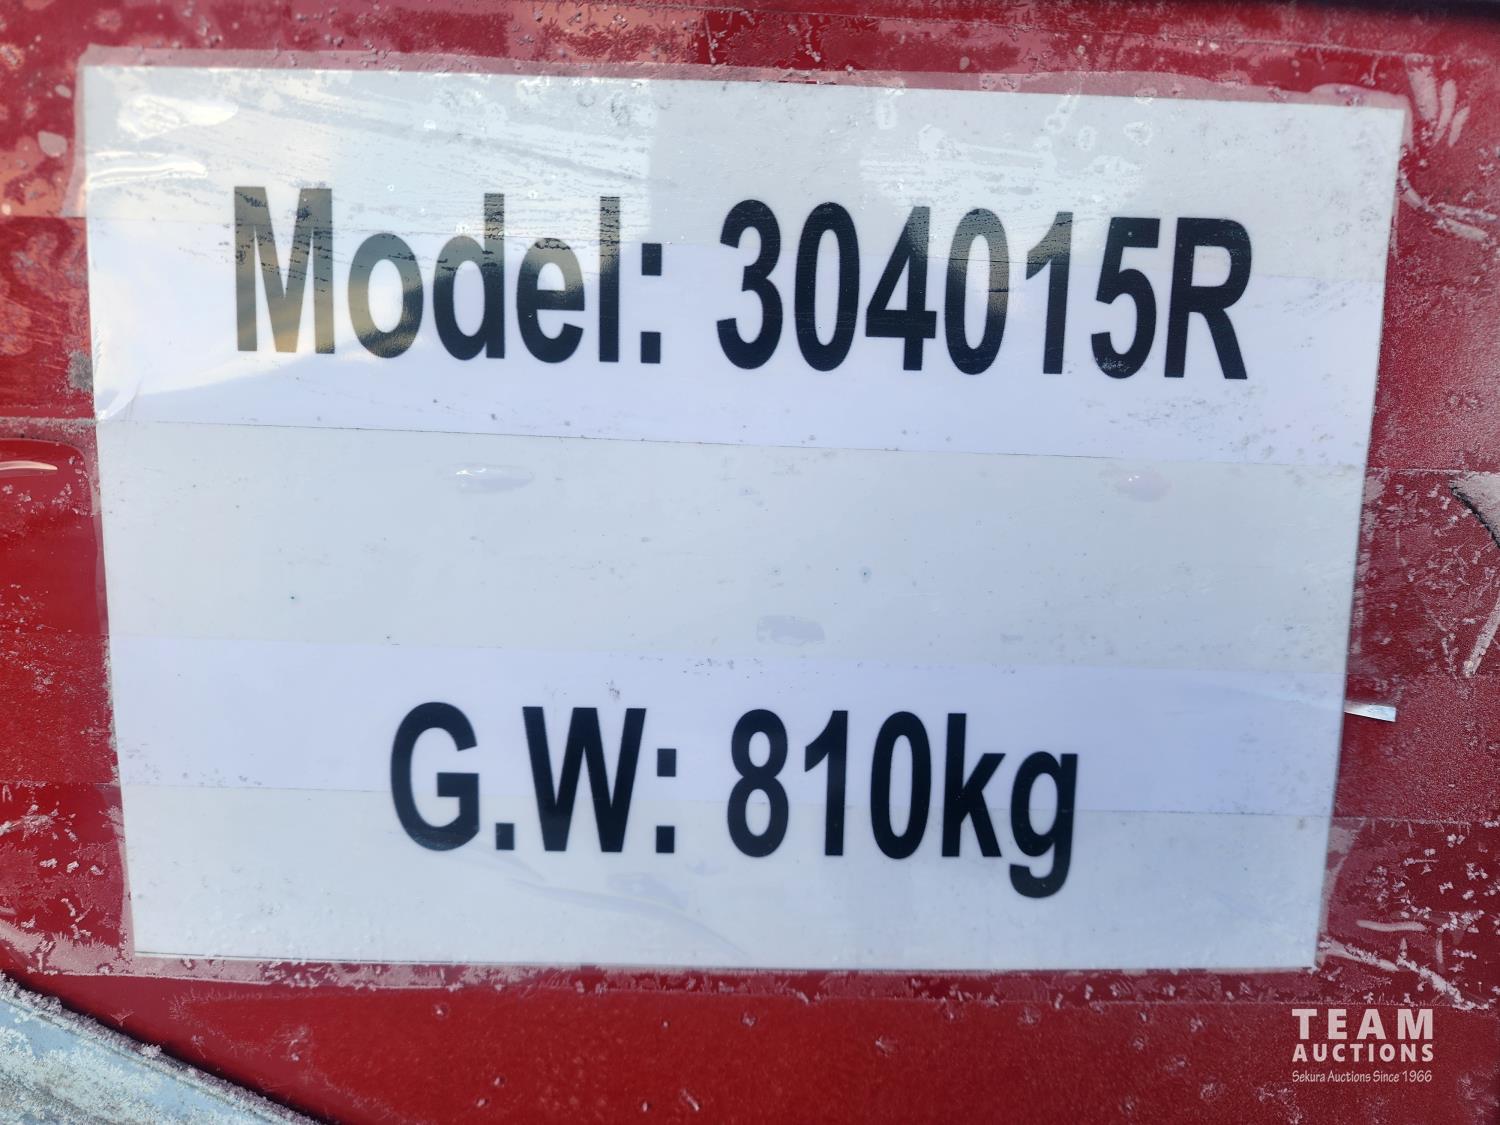 Model: 304015R
G.W: 810kg
TEAM
AUCTIONS
Sekura Auctions Since 1966